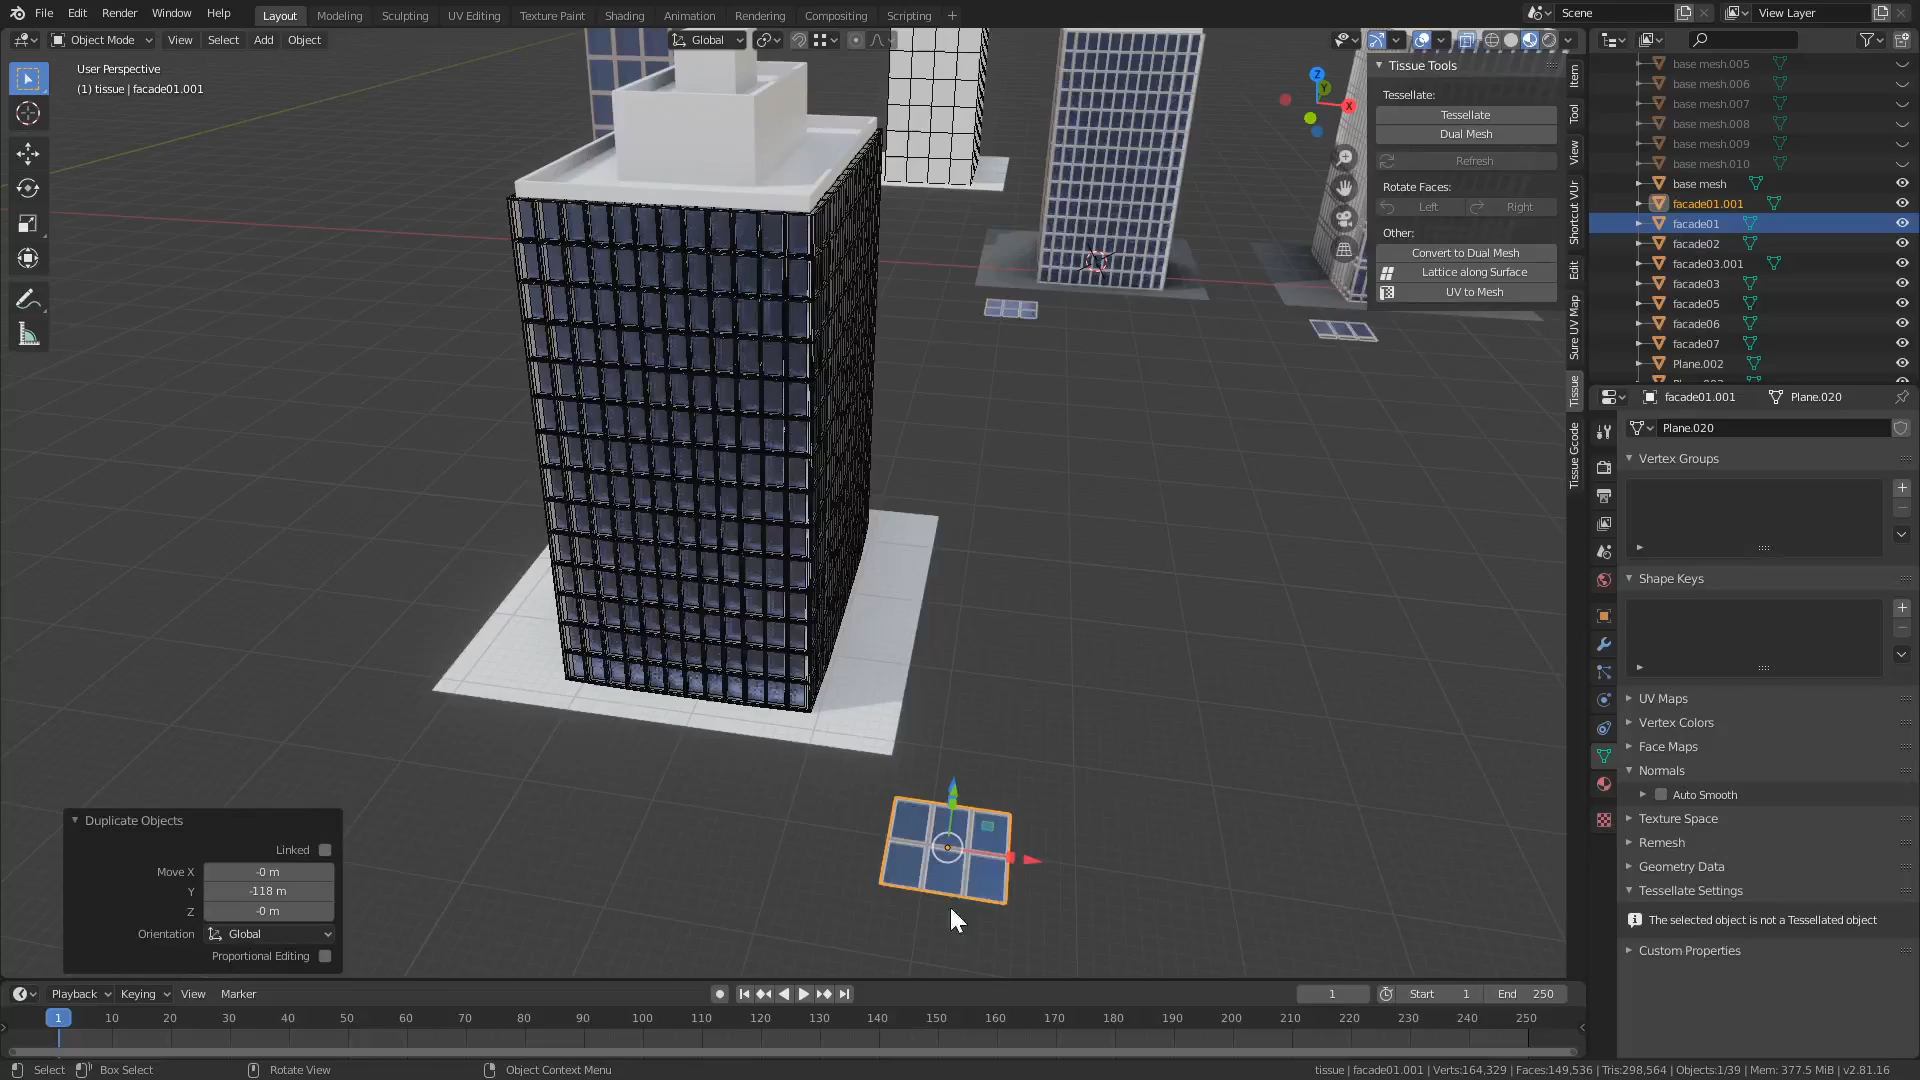 File Edit Render Window Help
Layout Modeling Sculpting UV Editing Texture Paint Shading Animation Rendering Compositing Scripting +
Scene
View Layer
Object Mode View Select Add Object
Global
User Perspective
(1) tissue | facade01.001
Z
Y
X
Tissue Tools
Tessellate:
Tessellate
Dual Mesh
Refresh
Rotate Faces:
Left Right
Other:
Convert to Dual Mesh
Lattice along Surface
UV to Mesh
Item
Tool
View
Shortcut VUr
Edit
Sure UV Map
Tissue
Tissue Gcode
base mesh.005
base mesh.006
base mesh.007
base mesh.008
base mesh.009
base mesh.010
base mesh
facade01.001
facade01
facade02
facade03.001
facade03
facade05
facade06
facade07
Plane.002
facade01.001 Plane.020
Plane.020
Vertex Groups
Shape Keys
UV Maps
Vertex Colors
Face Maps
Normals
Auto Smooth
Texture Space
Remesh
Geometry Data
Tessellate Settings
The selected object is not a Tessellated object
Custom Properties
Duplicate Objects
Linked
Move X -0 m
Y -118 m
Z -0 m
Orientation Global
Proportional Editing
Playback Keying View Marker
1 Start 1 End 250
1 10 20 30 40 50 60 70 80 90 100 110 120 130 140 150 160 170 180 190 200 210 220 230 240 250
Select Box Select Rotate View Object Context Menu
tissue | facade01.001 | Verts:164,329 | Faces:149,536 | Tris:298,564 | Objects:1/39 | Mem: 377.5 MiB | v2.81.16